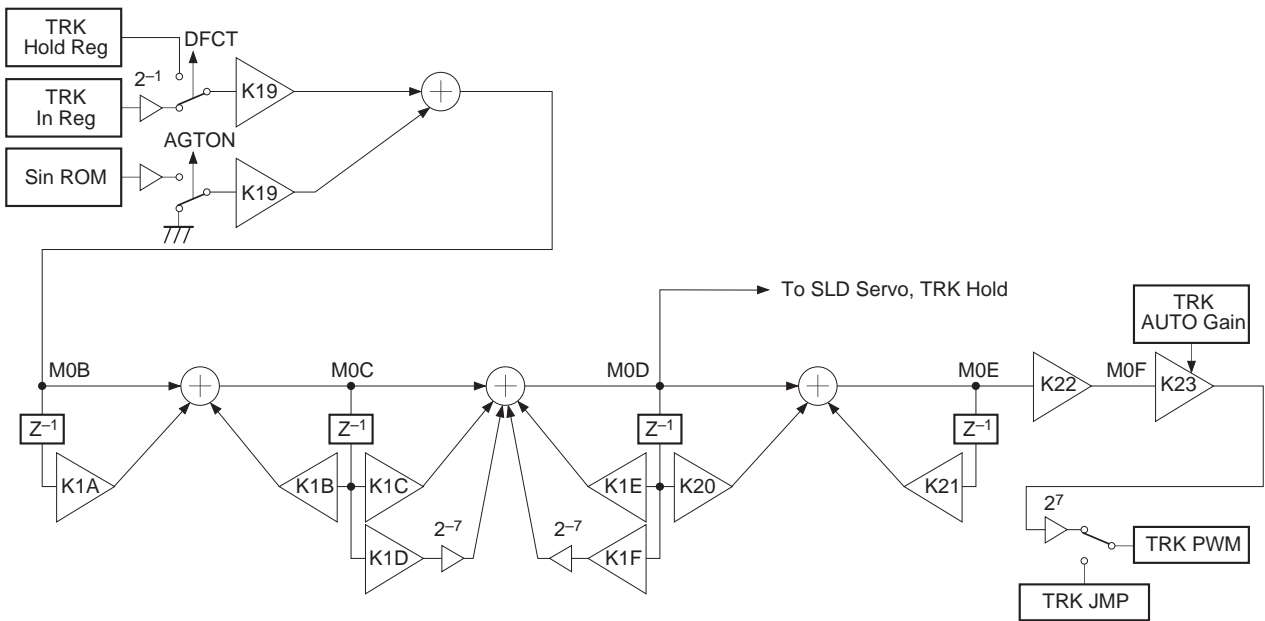 TRK
Hold Reg
DFCT
2–1
TRK
In Reg
K19
AGTON
Sin ROM
K19
To SLD Servo, TRK Hold
TRK
AUTO Gain
M0B
M0C
M0D
M0E
K22
M0F
K23
Z–1
Z–1
Z–1
Z–1
K1A
K1B
K1C
K1E
K20
K21
2–7
2–7
K1D
K1F
27
TRK PWM
TRK JMP